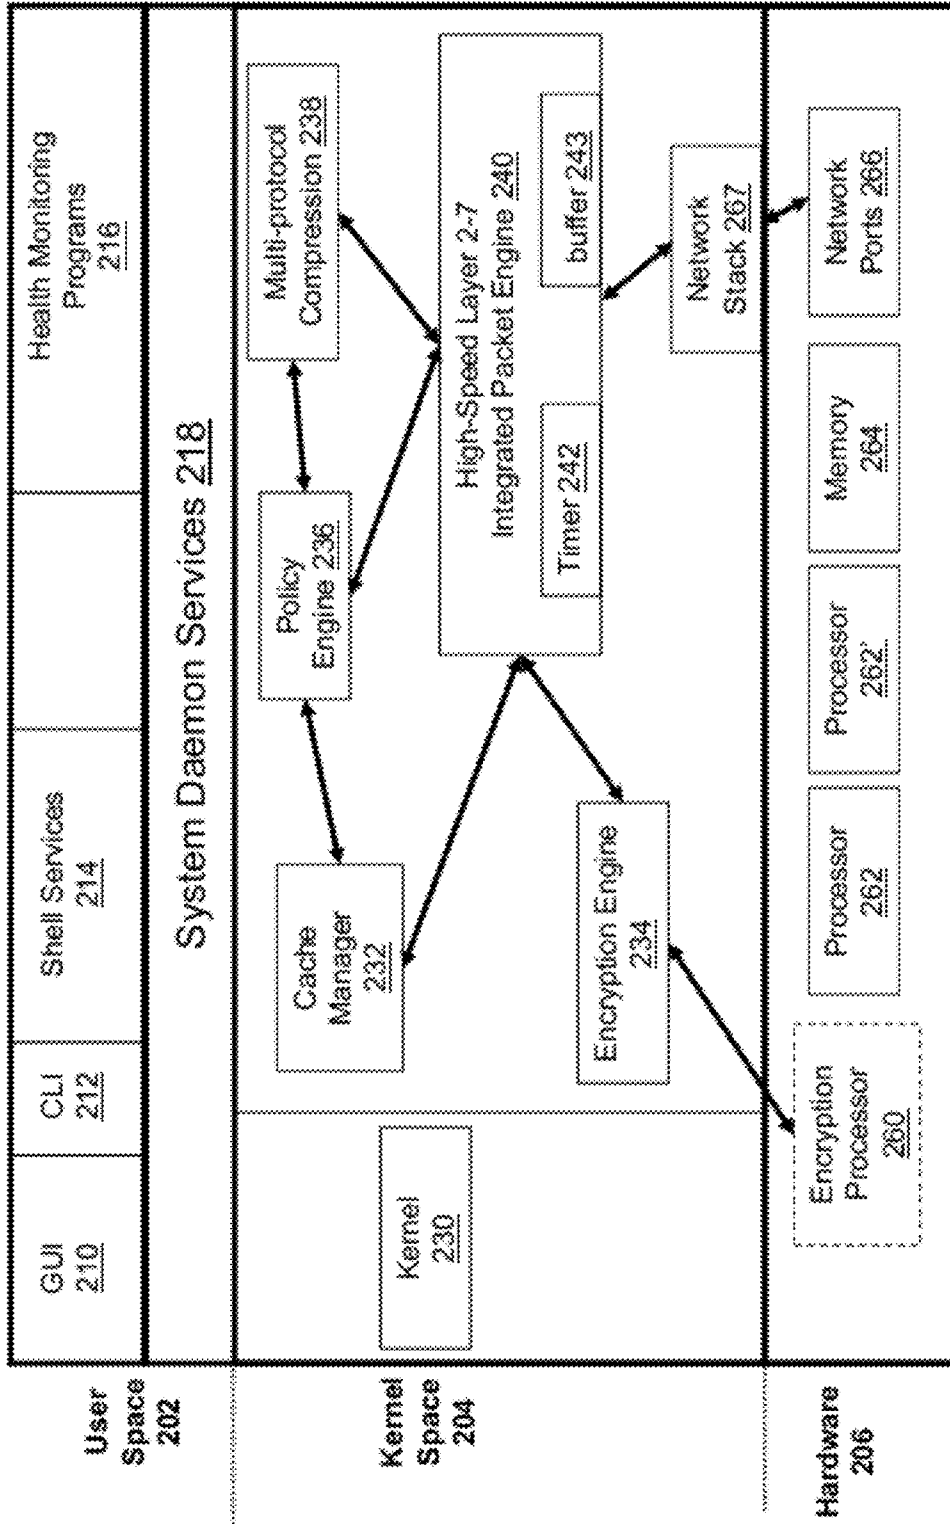 User
Space
202
GUI
210
CLI
212
Shell Services
214
Health Monitoring
Programs
216
System Daemon Services 218
Kernel
Space
204
Kernel
230
Cache
Manager
232
Policy
Engine 236
Multi-protocol
Compression 238
High-Speed Layer 2-7
Integrated Packet Engine 240
Timer 242
buffer 243
Encryption Engine
234
Network
Stack 267
Hardware
206
Encryption
Processor
260
Processor
262
Processor
262'
Memory
264
Network
Ports 266